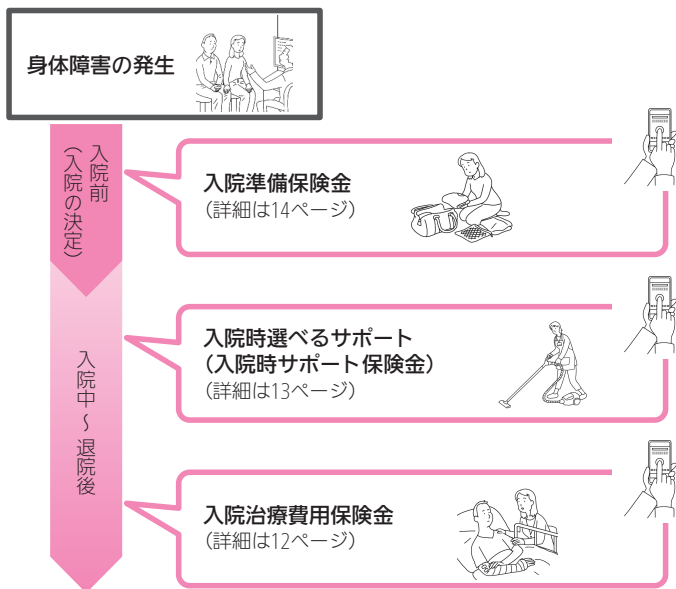 身体障害の発生
入院前
（入院の決定）
入院準備保険金
（詳細は14ページ）
入院時選べるサポート
（入院時サポート保険金）
（詳細は13ページ）
入院中～退院後
入院治療費用保険金
（詳細は12ページ）